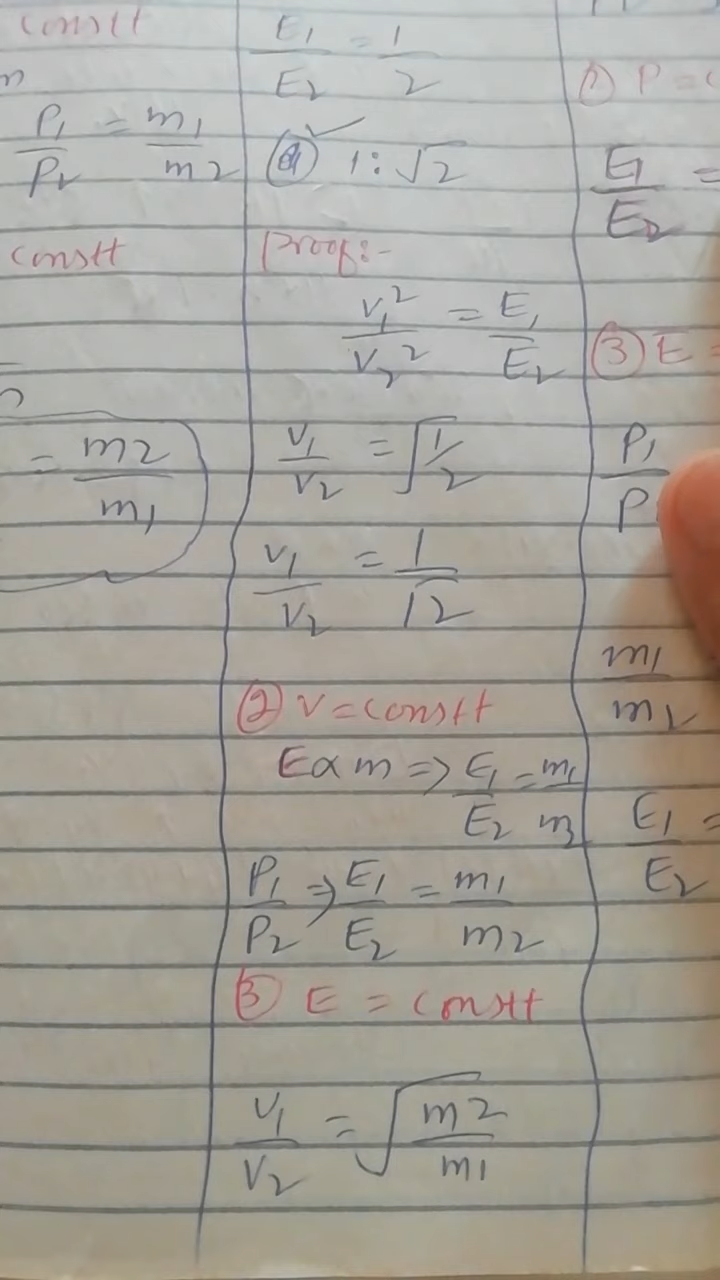 constt
n
P1/P2 = m1/m2
constt
= m2/m1
E1/E2 = 1/2
1:√2
Proof:-
v1²/v2² = E1/E2
v1/v2 = √1/2
v1/v2 = 1/√2
② v = constt
E ∝ m => E1/E2 = m1/m2
P1/P2 => E1/E2 = m1/m2
③ E = constt
v1/v2 = √m2/m1
① P =
E1/E2 =
③ E =
P1/P
m1/m2
E1/E2 =